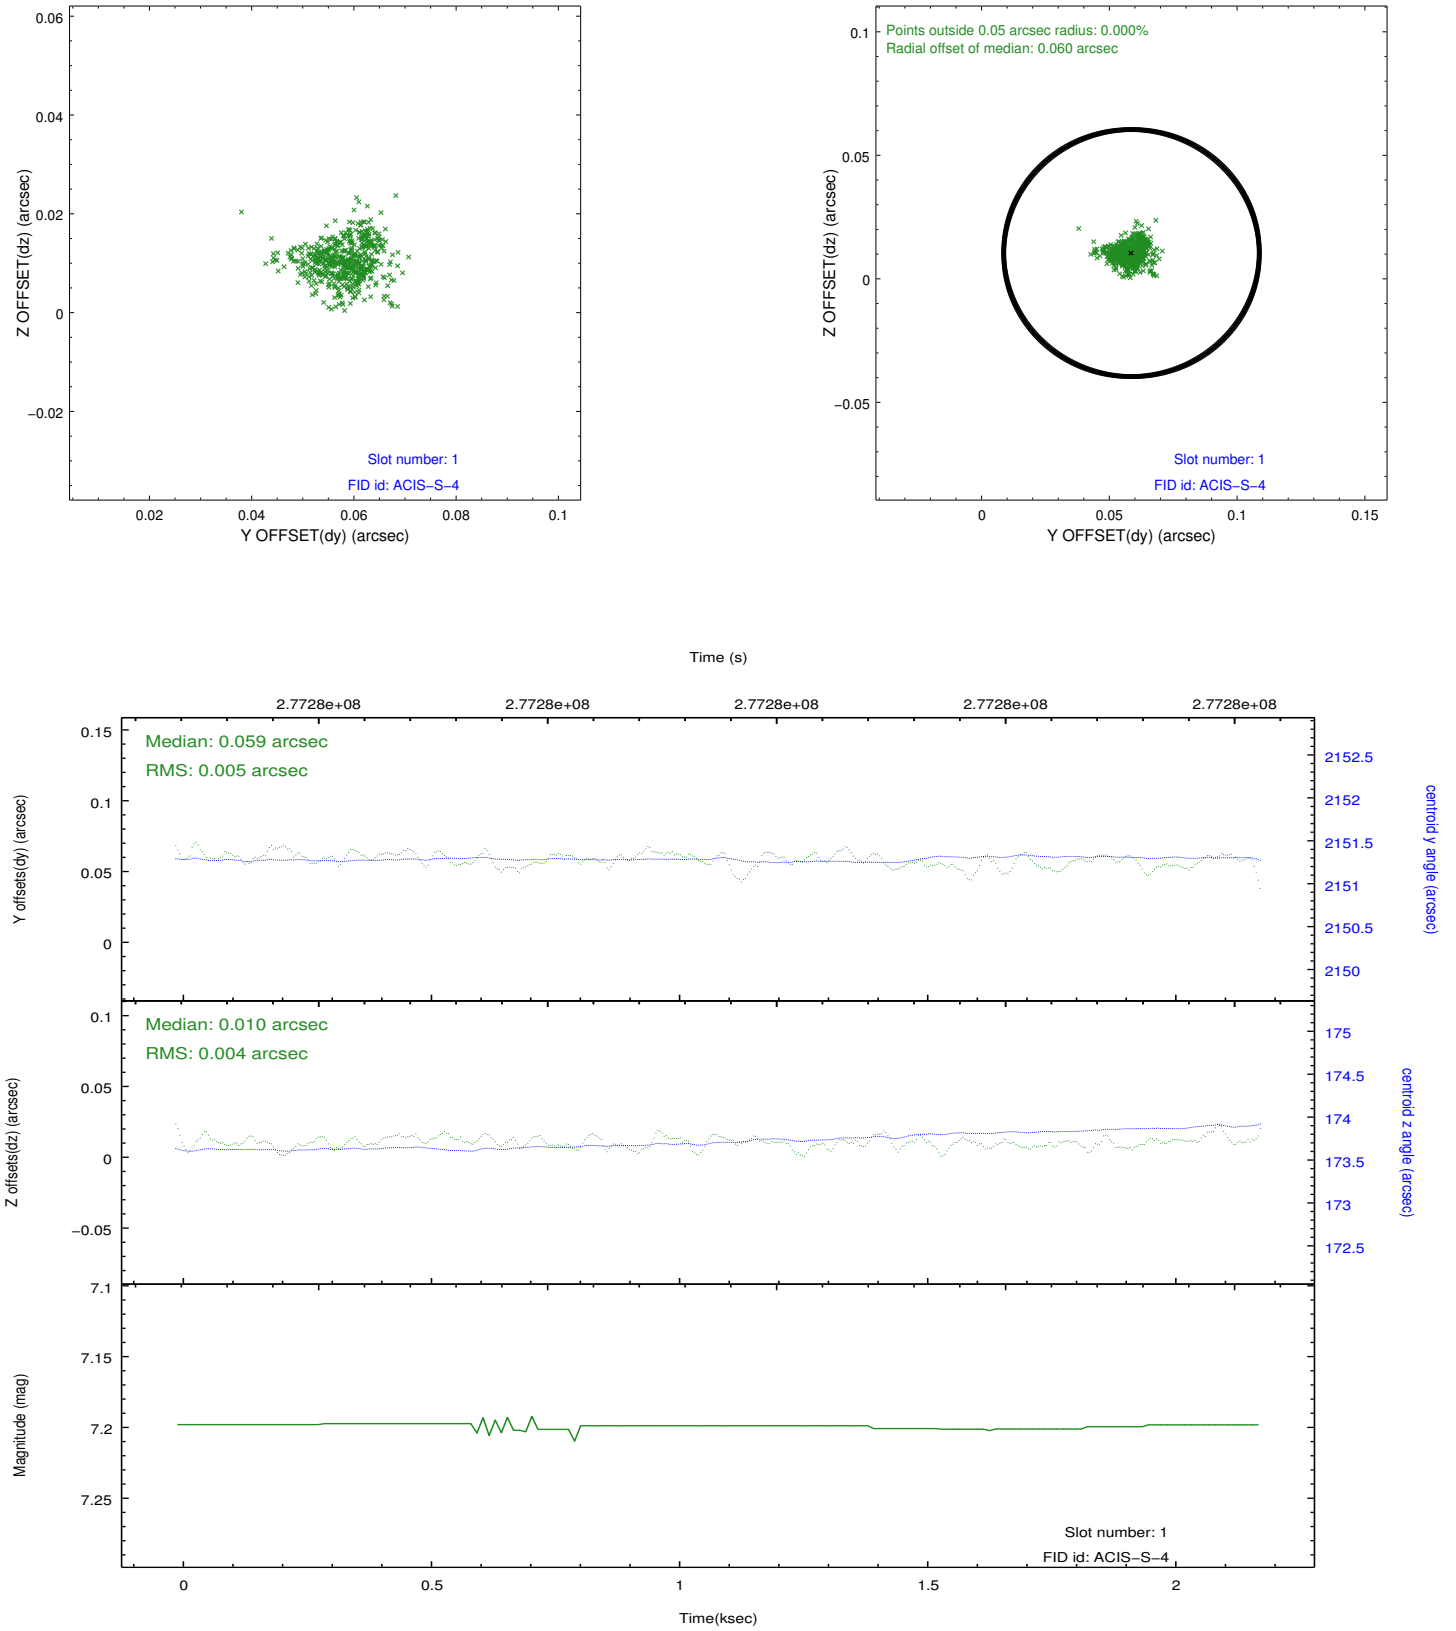 0.06
0.04
0.02
0
−0.02
Z OFFSET(dz) (arcsec)
Slot number: 1
FID id: ACIS−S−4
0.02 0.04 0.06 0.08 0.1
Y OFFSET(dy) (arcsec)
Points outside 0.05 arcsec radius: 0.000%
Radial offset of median: 0.060 arcsec
0.1
0.05
0
−0.05
Z OFFSET(dz) (arcsec)
Slot number: 1
FID id: ACIS−S−4
0 0.05 0.1 0.15
Y OFFSET(dy) (arcsec)
Time (s)
2.7728e+08 2.7728e+08 2.7728e+08 2.7728e+08 2.7728e+08
Median: 0.059 arcsec
RMS: 0.005 arcsec
0.15
0.1
0.05
0
Y offsets(dy) (arcsec)
2152.5
2152
2151.5
2151
2150.5
2150
centroid y angle (arcsec)
Median: 0.010 arcsec
RMS: 0.004 arcsec
0.1
0.05
0
−0.05
Z offsets(dz) (arcsec)
175
174.5
174
173.5
173
172.5
centroid z angle (arcsec)
7.1
7.15
7.2
7.25
Magnitude (mag)
Slot number: 1
FID id: ACIS−S−4
0 0.5 1 1.5 2
Time(ksec)